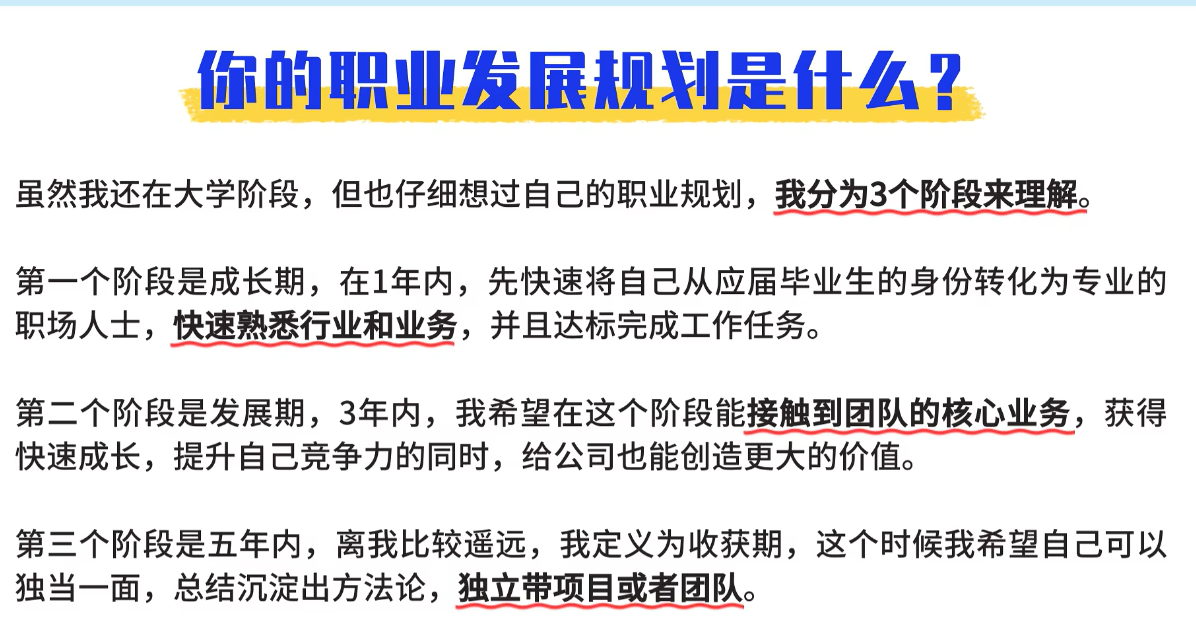 你的职业发展规划是什么?
虽然我还在大学阶段，但也仔细想过自己的职业规划，我分为3个阶段来理解。
第一个阶段是成长期，在1年内，先快速将自己从应届毕业生的身份转化为专业的
职场人士，快速熟悉行业和业务，并且达标完成工作任务。
第二个阶段是发展期，3年内，我希望在这个阶段能接触到团队的核心业务，获得
快速成长，提升自己竞争力的同时，给公司也能创造更大的价值。
第三个阶段是五年内，离我比较遥远，我定义为收获期，这个时候我希望自己可以
独当一面，总结沉淀出方法论，独立带项目或者团队。